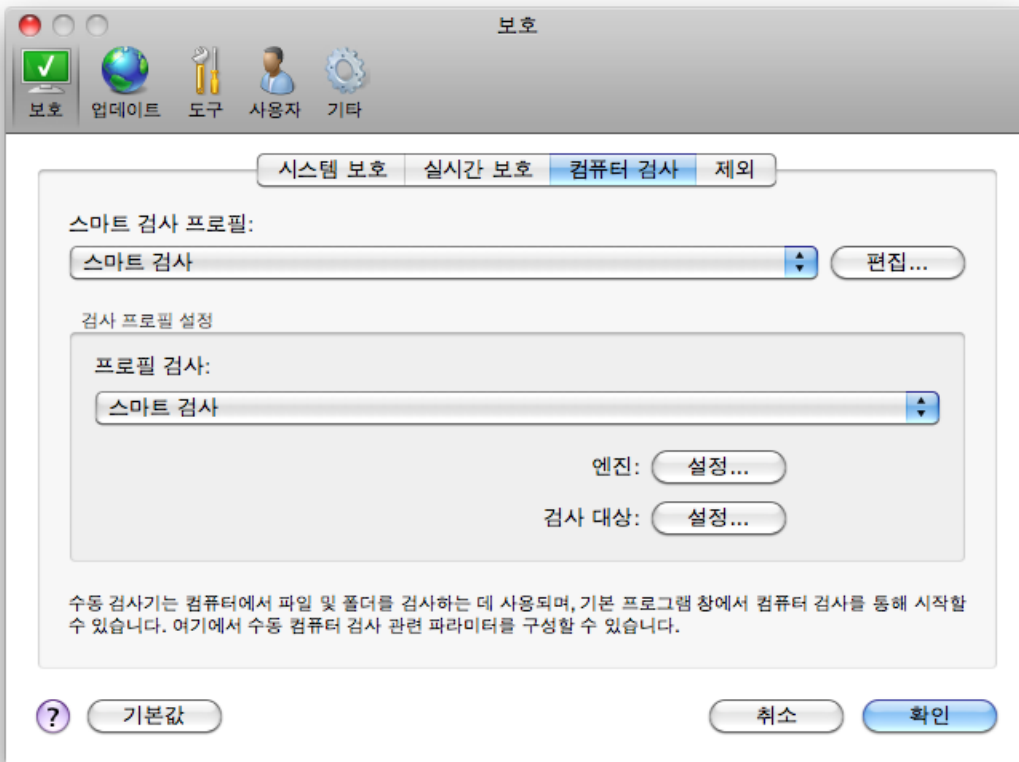 보호
보호 업데이트 도구 사용자 기타
시스템 보호 실시간 보호 컴퓨터 검사 제외
스마트 검사 프로필:
스마트 검사 편집...
검사 프로필 설정
프로필 검사:
스마트 검사
엔진: 설정...
검사 대상: 설정...
수동 검사기는 컴퓨터에서 파일 및 폴더를 검사하는 데 사용되며, 기본 프로그램 창에서 컴퓨터 검사를 통해 시작할
수 있습니다. 여기에서 수동 컴퓨터 검사 관련 파라미터를 구성할 수 있습니다.
? 기본값 취소 확인